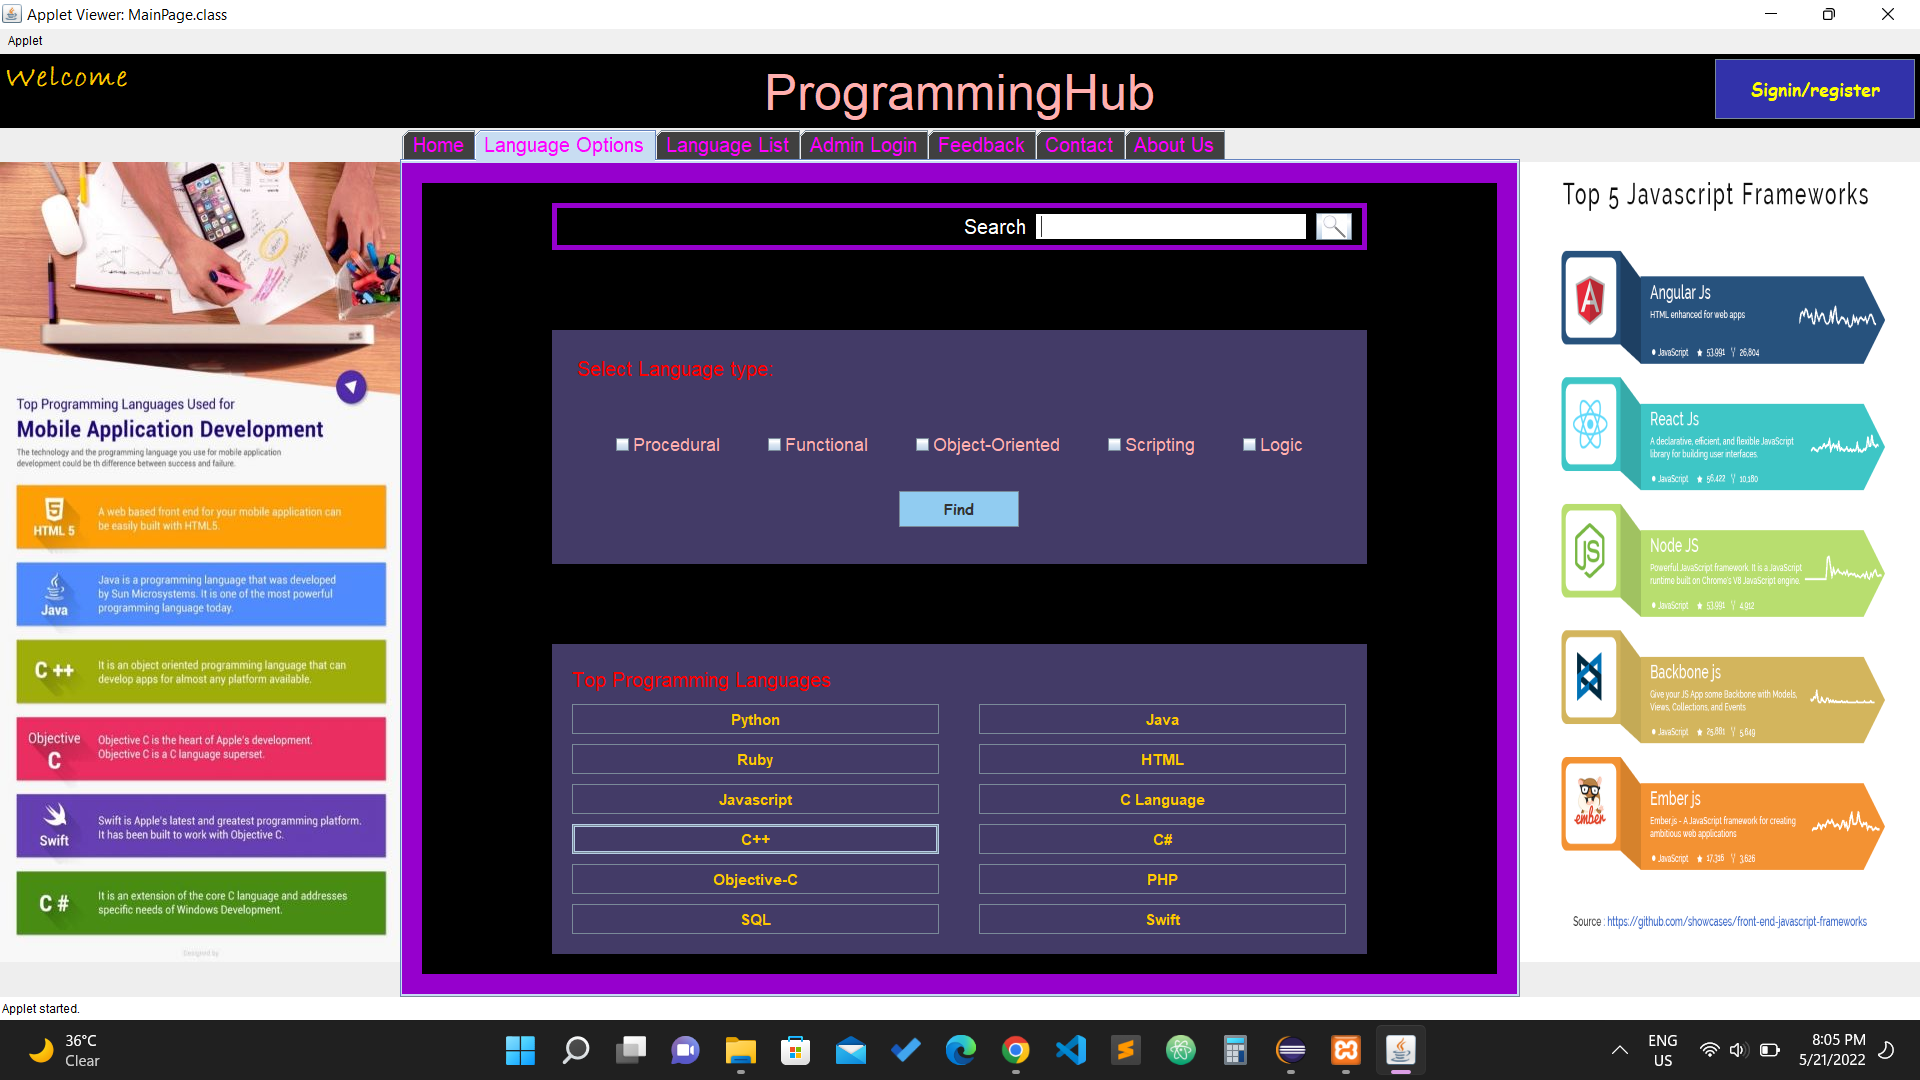 Applet Viewer: MainPage.class
Applet
Welcome
ProgrammingHub
Signin/register
Home
Language Options
Language List
Admin Login
Feedback
Contact
About Us
Search
Select Language type:
Procedural
Functional
Object-Oriented
Scripting
Logic
Find
Top Programming Languages
Python
Java
Ruby
HTML
Javascript
C Language
C++
C#
Objective-C
PHP
SQL
Swift
Top Programming Languages Used for
Mobile Application Development
The technology and the programming language you use for mobile application
development could be th difference between success and failure.
HTML 5
A web based front end for your mobile application can
be easily built with HTML5.
Java
Java is a programming language that was developed
by Sun Microsystems. It is one of the most powerful
programming language today.
C ++
It is an object oriented programming language that can
develop apps for almost any platform available.
Objective
C
Objective C is the heart of Apple's development.
Objective C is a C language superset.
Swift
Swift is Apple's latest and greatest programming platform.
It has been built to work with Objective C.
C #
It is an extension of the core C language and addresses
specific needs of Windows Development.
Designed by
Top 5 Javascript Frameworks
Angular Js
HTML enhanced for web apps
JavaScript 53,991 26,804
React Js
A declarative, efficient, and flexible JavaScript
library for building user interfaces.
JavaScript 56,422 10,180
Node JS
Powerful JavaScript framework. It is a JavaScript
runtime built on Chrome's V8 JavaScript engine.
JavaScript 53,991 4,912
Backbone js
Give your JS App some Backbone with Models,
Views, Collections, and Events
JavaScript 25,881 5,649
ember
Ember js
Ember.js - A JavaScript framework for creating
ambitious web applications
JavaScript 17,316 3,626
Source : https://github.com/showcases/front-end-javascript-frameworks
Applet started.
36°C
Clear
ENG
US
8:05 PM
5/21/2022